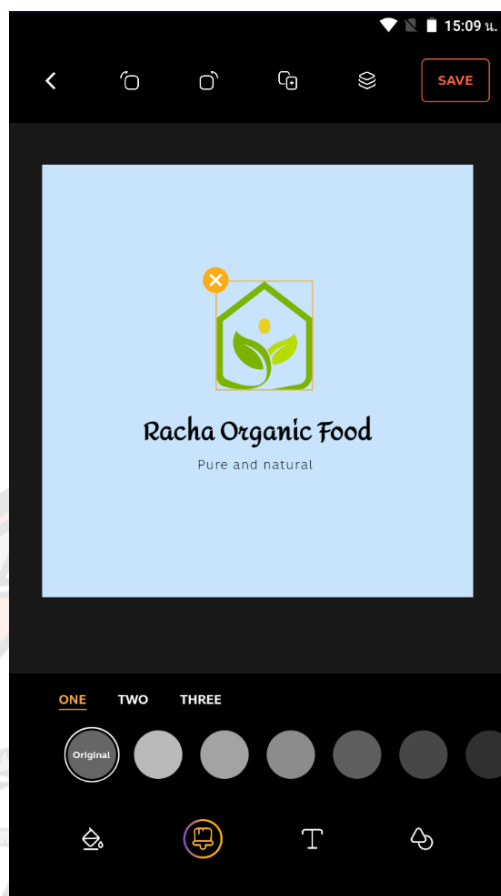 15:09 น.
SAVE
Racha Organic Food
Pure and natural
ONE TWO THREE
Original